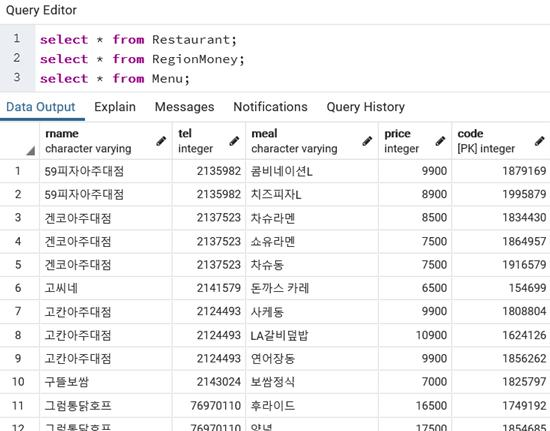 Query Editor
1 select * from Restaurant;
2 select * from RegionMoney;
3 select * from Menu;
Data Output Explain Messages Notifications Query History
rname tel meal price code
character varying integer character varying integer [PK] integer
1 59피자아주대점 2135982 콤비네이션L 9900 1879169
2 59피자아주대점 2135982 치즈피자L 8900 1995879
3 겐코아주대점 2137523 차슈라멘 8500 1834430
4 겐코아주대점 2137523 쇼유라멘 7500 1864957
5 겐코아주대점 2137523 차슈동 7500 1916579
6 고씨네 2141579 돈까스 카레 6500 154699
7 고칸아주대점 2124493 사케동 9900 1808804
8 고칸아주대점 2124493 LA갈비덮밥 10900 1624126
9 고칸아주대점 2124493 연어장동 9900 1856262
10 구뜰보쌈 2143024 보쌈정식 7000 1825797
11 그럼통닭호프 76970110 후라이드 16500 1749192
12 그럼통닭호프 76970110 양념 17500 1854685